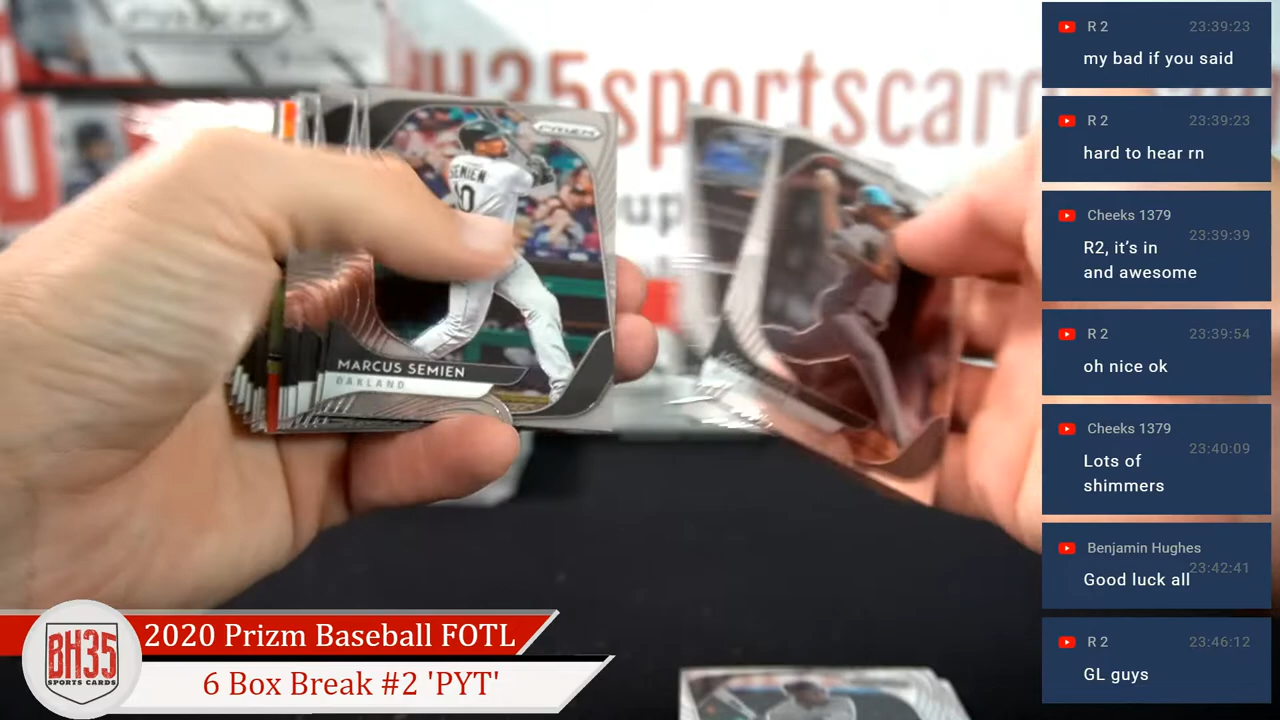 PRIZM
BH35sportscard
PRIZM
SEMIEN
10
MARCUS SEMIEN
OAKLAND
R 2 23:39:23
my bad if you said
R 2 23:39:23
hard to hear rn
Cheeks 1379 23:39:39
R2, it's in
and awesome
R 2 23:39:54
oh nice ok
Cheeks 1379 23:40:09
Lots of
shimmers
Benjamin Hughes 23:42:41
Good luck all
R 2 23:46:12
GL guys
BH35
SPORTS CARDS
2020 Prizm Baseball FOTL
6 Box Break #2 'PYT'